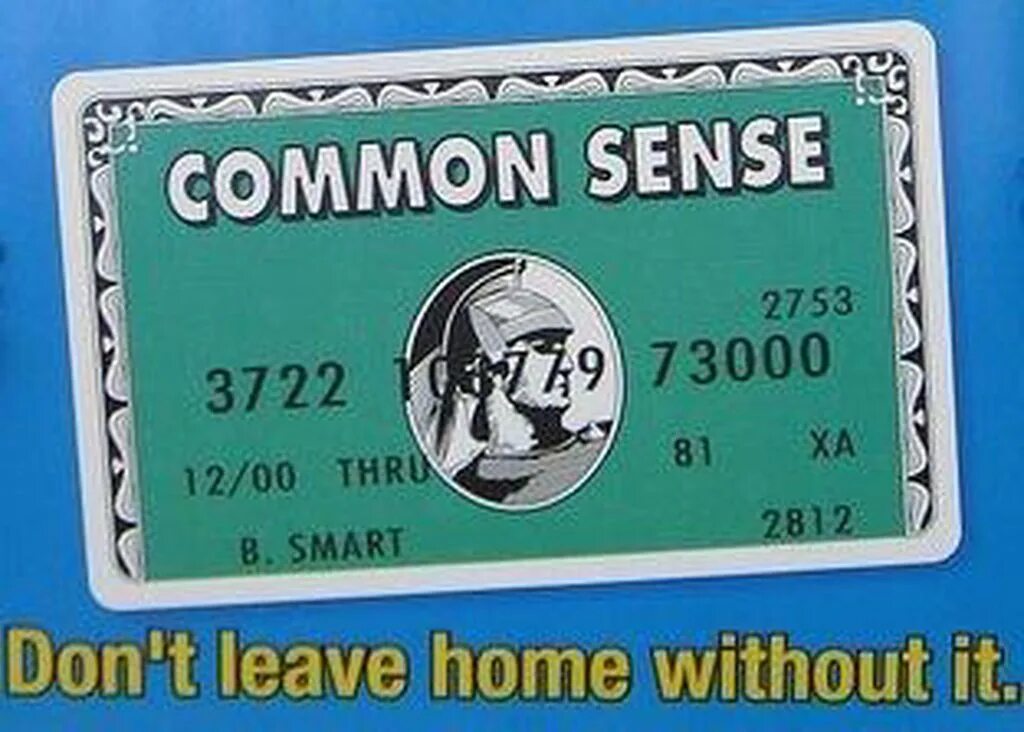 COMMON SENSE
2753
3722 73000
12/00 THRU 81 XA
B. SMART 2812
Don't leave home without it.